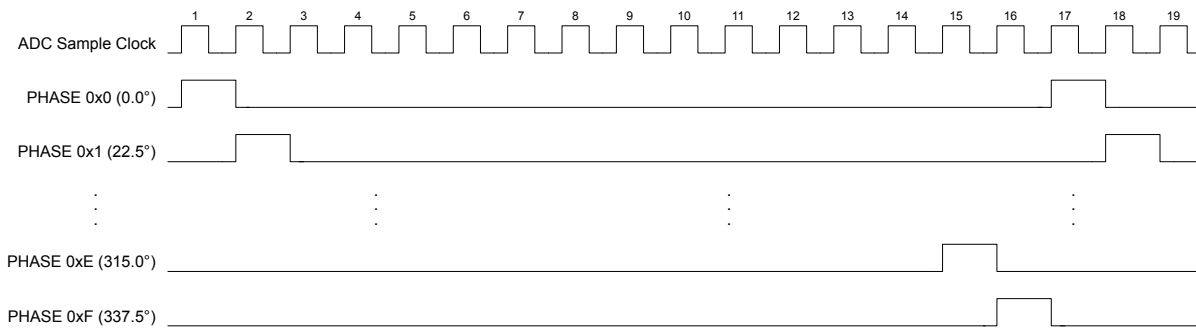 1 2 3 4 5 6 7 8 9 10 11 12 13 14 15 16 17 18 19
ADC Sample Clock
PHASE 0x0 (0.0°)
PHASE 0x1 (22.5°)
PHASE 0xE (315.0°)
PHASE 0xF (337.5°)